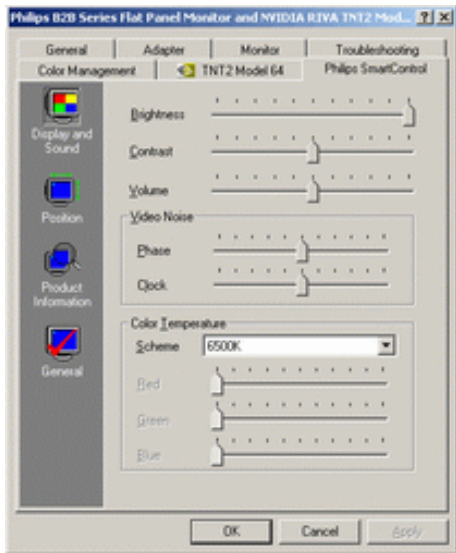 Philips B2B Series Flat Panel Monitor and NVIDIA RIVA TNT2 Mod...
General
Adapter
Monitor
Troubleshooting
Color Management
TNT2 Model 64
Philips SmartControl
Display and
Sound
Position
Product
Information
General
Brightness
Contrast
Volume
Video Noise
Phase
Clock
Color Temperature
Scheme
6500K
Red
Green
Blue
OK
Cancel
Apply